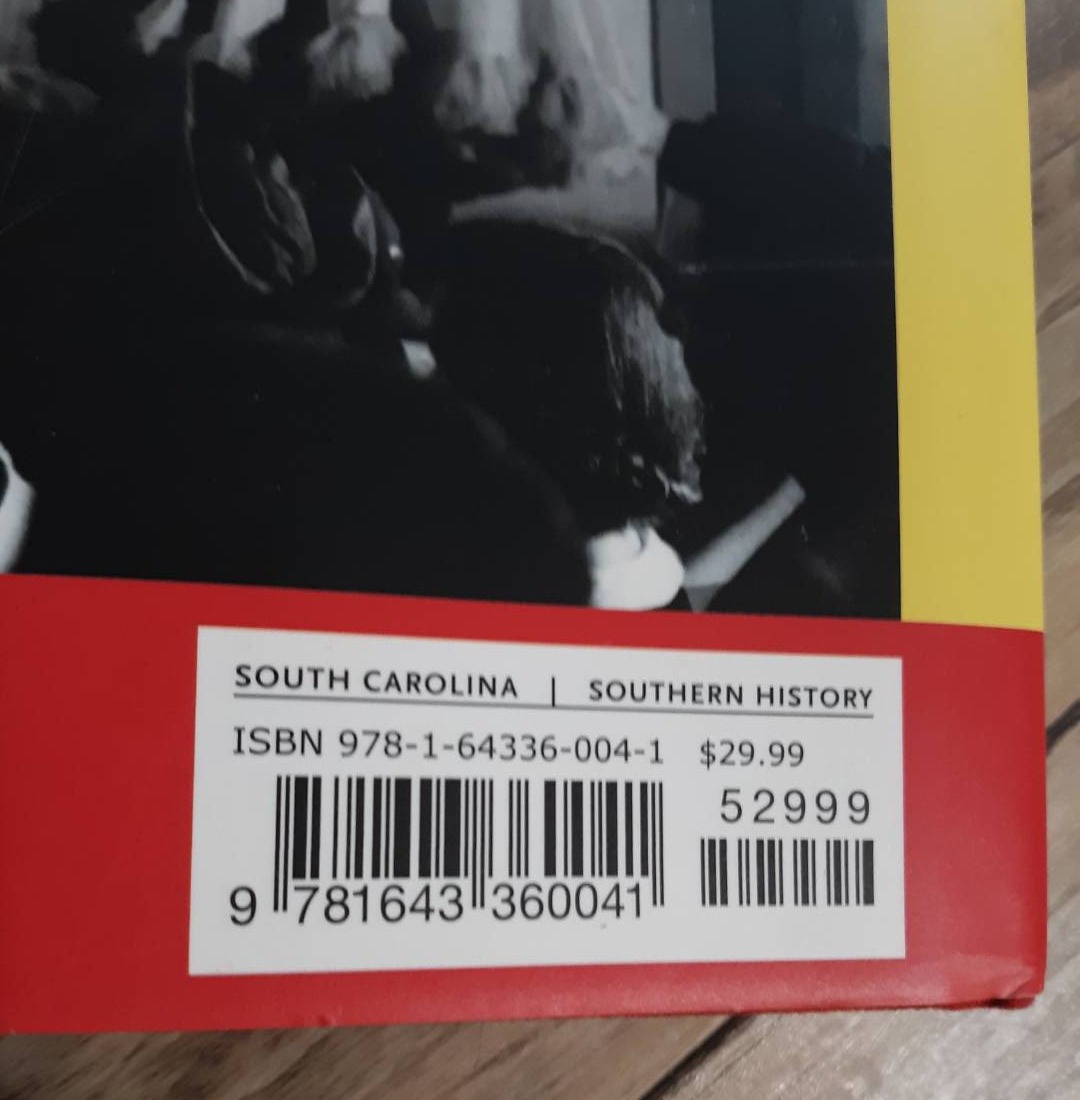 SOUTH CAROLINA | SOUTHERN HISTORY
ISBN 978-1-64336-004-1 $29.99
52999
9 781643 360041